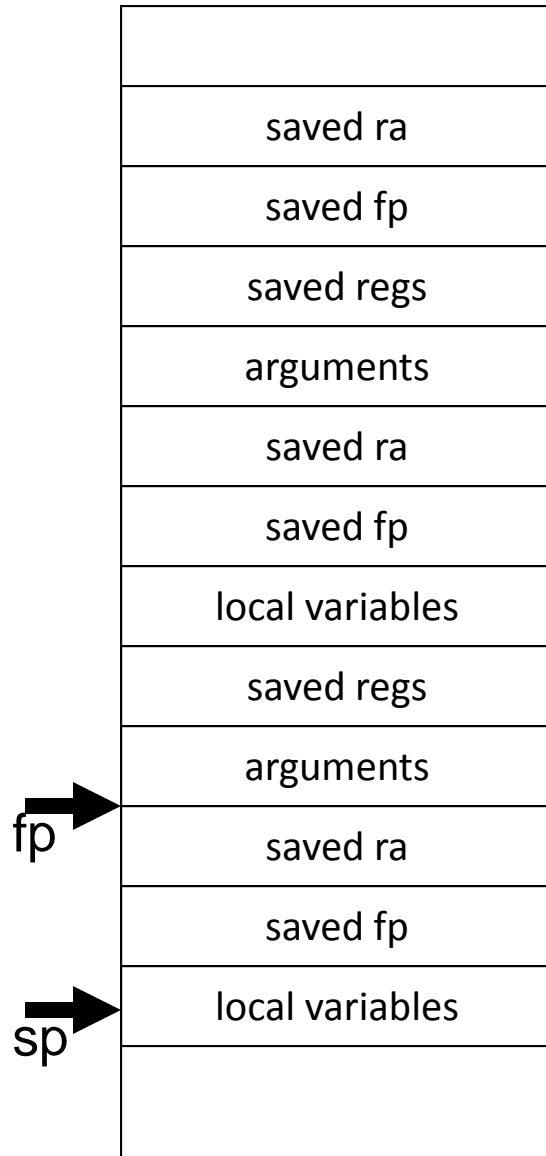 saved ra
saved fp
saved regs
arguments
saved ra
saved fp
local variables
saved regs
arguments
fp
saved ra
saved fp
local variables
sp